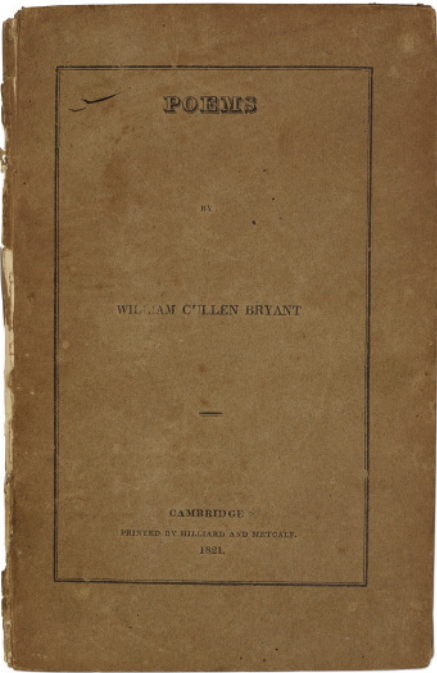 POEMS
BY
WILLIAM CULLEN BRYANT
CAMBRIDGE
PRINTED BY HILLIARD AND METCALF.
1821.